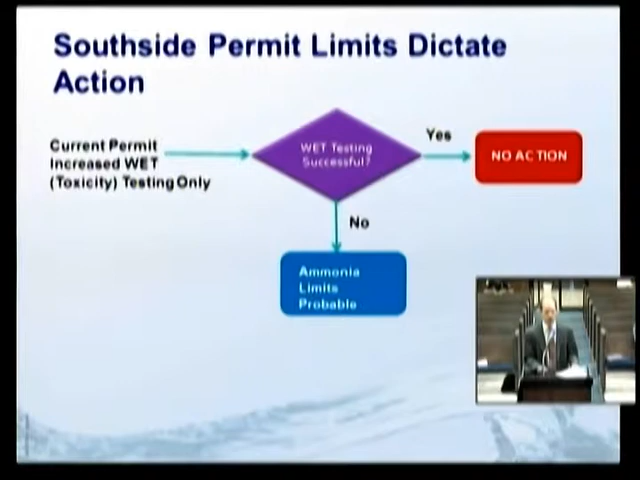 Southside Permit Limits Dictate
Action
Current Permit
Increased WET
(Toxicity) Testing Only
WET Testing
Successful?
Yes
NO ACTION
No
Ammonia
Limits
Probable